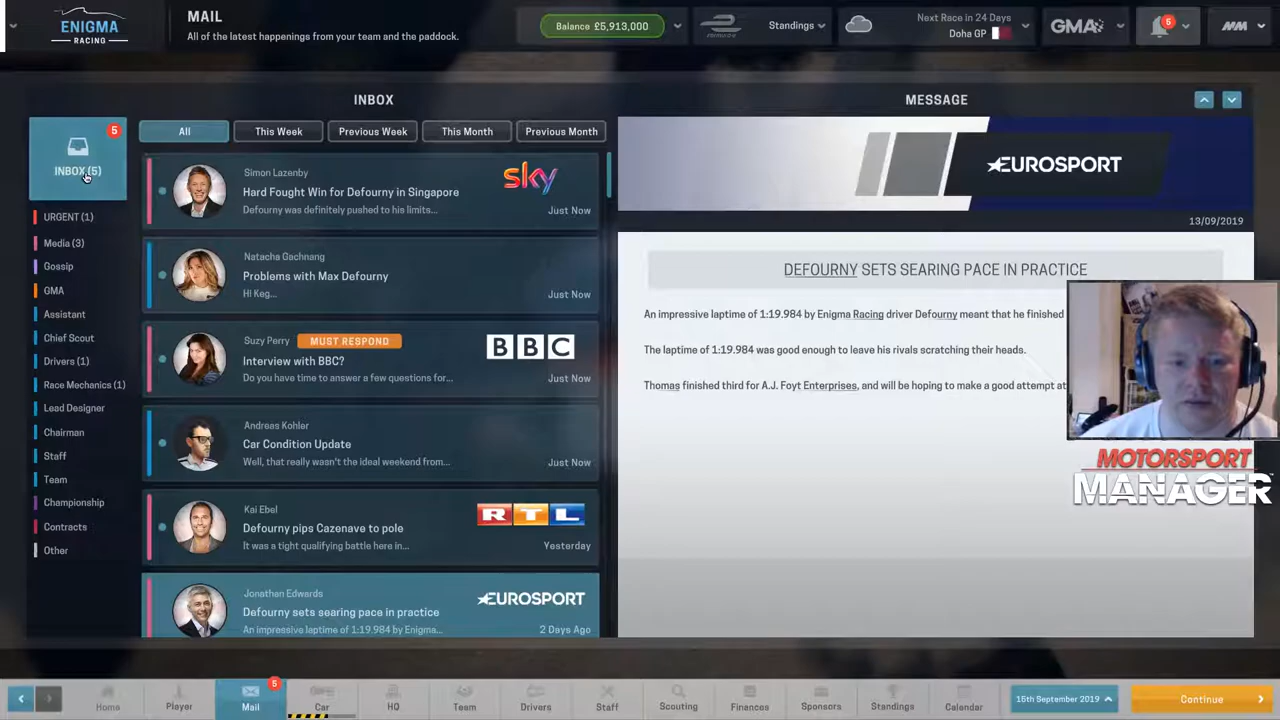 ENIGMA
RACING
MAIL
All of the latest happenings from your team and the paddock.
Balance £5,913,000
Standings
Next Race in 24 Days
Doha GP
GMA
6
INBOX
MESSAGE
5
INBOX (5)
All
This Week
Previous Week
This Month
Previous Month
URGENT (1)
Media (3)
Gossip
GMA
Assistant
Chief Scout
Drivers (1)
Race Mechanics (1)
Lead Designer
Chairman
Staff
Team
Championship
Contracts
Other
Simon Lazenby
Hard Fought Win for Defourny in Singapore
Defourny was definitely pushed to his limits...
sky
Just Now
Natacha Gachnang
Problems with Max Defourny
Hi Keg...
Just Now
Suzy Perry
MUST RESPOND
Interview with BBC?
Do you have time to answer a few questions for...
BBC
Just Now
Andreas Kohler
Car Condition Update
Well, that really wasn't the ideal weekend from...
Just Now
Kai Ebel
Defourny pips Cazenave to pole
It was a tight qualifying battle here in...
RTL
Yesterday
Jonathan Edwards
Defourny sets searing pace in practice
An impressive laptime of 1:19.984 by Enigma...
EUROSPORT
2 Days Ago
EUROSPORT
13/09/2019
DEFOURNY SETS SEARING PACE IN PRACTICE
An impressive laptime of 1:19.984 by Enigma Racing driver Defourny meant that he finished
The laptime of 1:19.984 was good enough to leave his rivals scratching their heads.
Thomas finished third for A.J. Foyt Enterprises, and will be hoping to make a good attempt at
MOTORSPORT
MANAGER
Home
Player
5
Mail
Car
HQ
Team
Drivers
Staff
Scouting
Finances
Sponsors
Standings
Calendar
15th September 2019
Continue